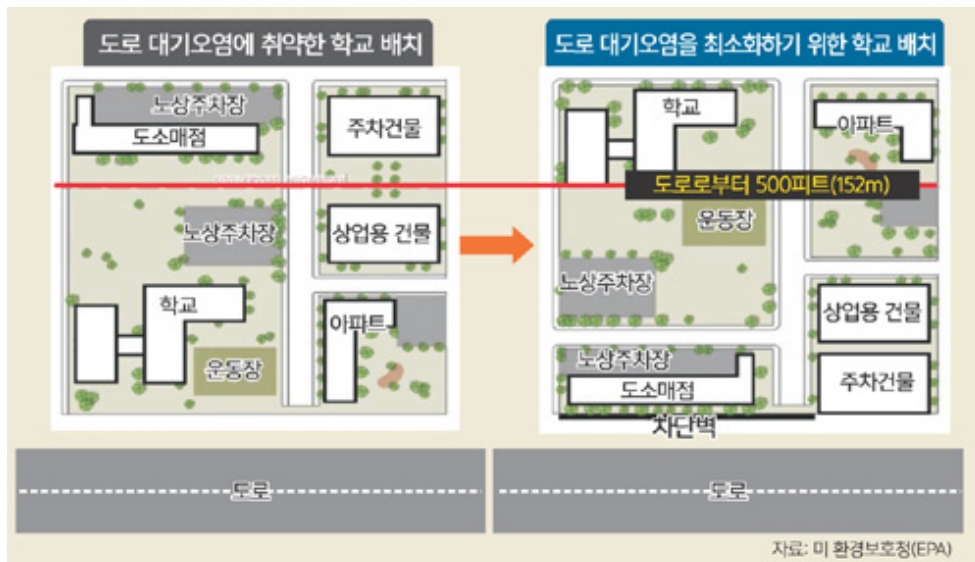 도로 대기오염에 취약한 학교 배치
노상주차장
도소매점
주차건물
노상주차장
상업용 건물
학교
아파트
운동장
도로
도로 대기오염을 최소화하기 위한 학교 배치
학교
아파트
도로로부터 500피트(152m)
운동장
노상주차장
상업용 건물
노상주차장
도소매점
주차건물
차단벽
도로
자료: 미 환경보호청(EPA)